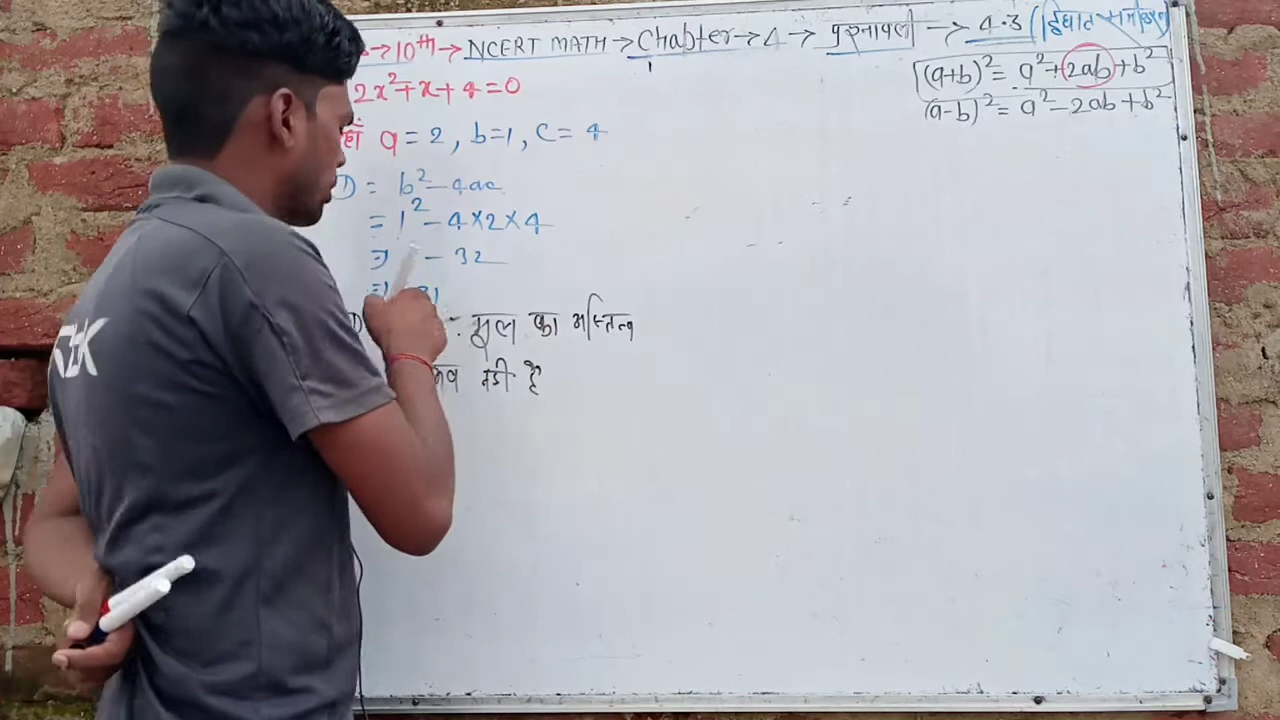 →10th→NCERT MATH→Chapter→4→ प्रश्नावली → 4.3 (द्विघात समीकरण)
(a+b)² = a²+2ab+b²
(a-b)² = a²-2ab+b²
2x²+x+4=0
a = 2, b=1, c= 4
= b²-4ac
= 1² - 4×2×4
- 32
मूल का अस्तित्व
नही है